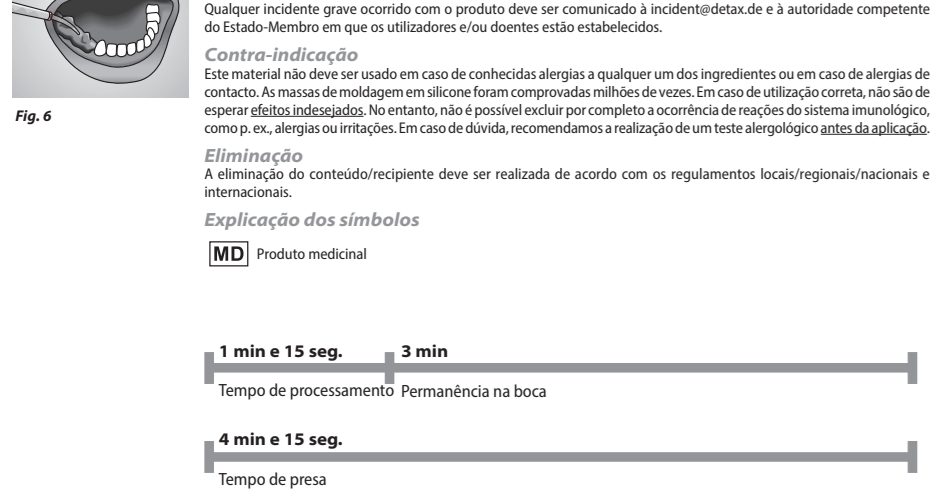 Qualquer incidente grave ocorrido com o produto deve ser comunicado à incident@detax.de e à autoridade competente
do Estado-Membro em que os utilizadores e/ou doentes estão estabelecidos.
Contra-indicação
Este material não deve ser usado em caso de conhecidas alergias a qualquer um dos ingredientes ou em caso de alergias de
contacto. As massas de moldagem em silicone foram comprovadas milhões de vezes. Em caso de utilização correta, não são de
esperar efeitos indesejados. No entanto, não é possível excluir por completo a ocorrência de reações do sistema imunológico,
como p. ex., alergias ou irritações. Em caso de dúvida, recomendamos a realização de um teste alergológico antes da aplicação.
Fig. 6
Eliminação
A eliminação do conteúdo/recipiente deve ser realizada de acordo com os regulamentos locais/regionais/nacionais e
internacionais.
Explicação dos símbolos
MD Produto medicinal
1 min e 15 seg. 3 min
Tempo de processamento Permanência na boca
4 min e 15 seg.
Tempo de presa